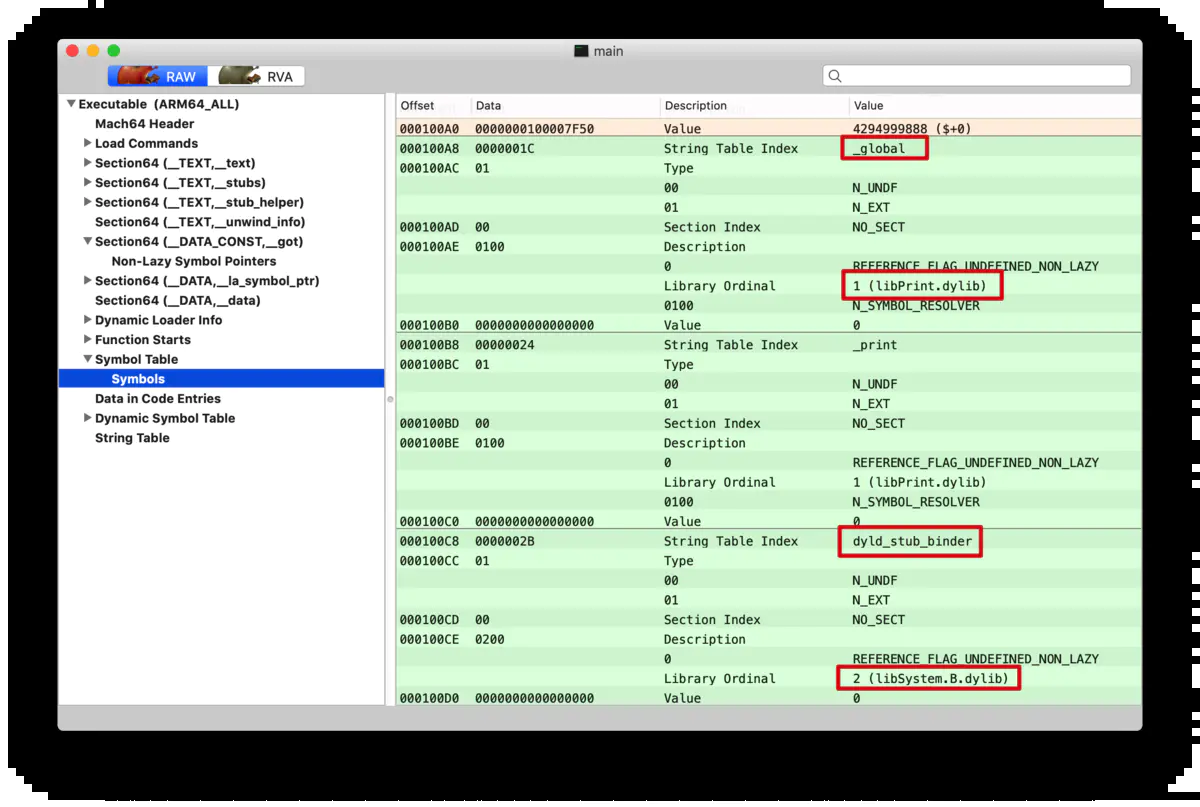 main
RAW RVA
Executable (ARM64_ALL)
Mach64 Header
Load Commands
Section64 (__TEXT,__text)
Section64 (__TEXT,__stubs)
Section64 (__TEXT,__stub_helper)
Section64 (__TEXT,__unwind_info)
Section64 (__DATA_CONST,__got)
Non-Lazy Symbol Pointers
Section64 (__DATA,__la_symbol_ptr)
Section64 (__DATA,__data)
Dynamic Loader Info
Function Starts
Symbol Table
Symbols
Data in Code Entries
Dynamic Symbol Table
String Table
Offset Data Description Value
000100A0 0000000100007F50 Value 4294999888 ($+0)
000100A8 0000001C String Table Index _global
000100AC 01 Type
00 N_UNDF
01 N_EXT
000100AD 00 Section Index NO_SECT
000100AE 0100 Description
0 REFERENCE_FLAG_UNDEFINED_NON_LAZY
Library Ordinal 1 (libPrint.dylib)
0100 N_SYMBOL_RESOLVER
000100B0 0000000000000000 Value 0
000100B8 00000024 String Table Index _print
000100BC 01 Type
00 N_UNDF
01 N_EXT
000100BD 00 Section Index NO_SECT
000100BE 0100 Description
0 REFERENCE_FLAG_UNDEFINED_NON_LAZY
Library Ordinal 1 (libPrint.dylib)
0100 N_SYMBOL_RESOLVER
000100C0 0000000000000000 Value 0
000100C8 0000002B String Table Index dyld_stub_binder
000100CC 01 Type
00 N_UNDF
01 N_EXT
000100CD 00 Section Index NO_SECT
000100CE 0200 Description
0 REFERENCE_FLAG_UNDEFINED_NON_LAZY
Library Ordinal 2 (libSystem.B.dylib)
000100D0 0000000000000000 Value 0